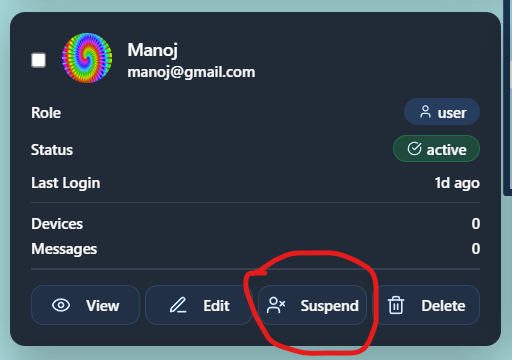 Manoj
manoj@gmail.com
Role user
Status active
Last Login 1d ago
Devices 0
Messages 0
View Edit Suspend Delete